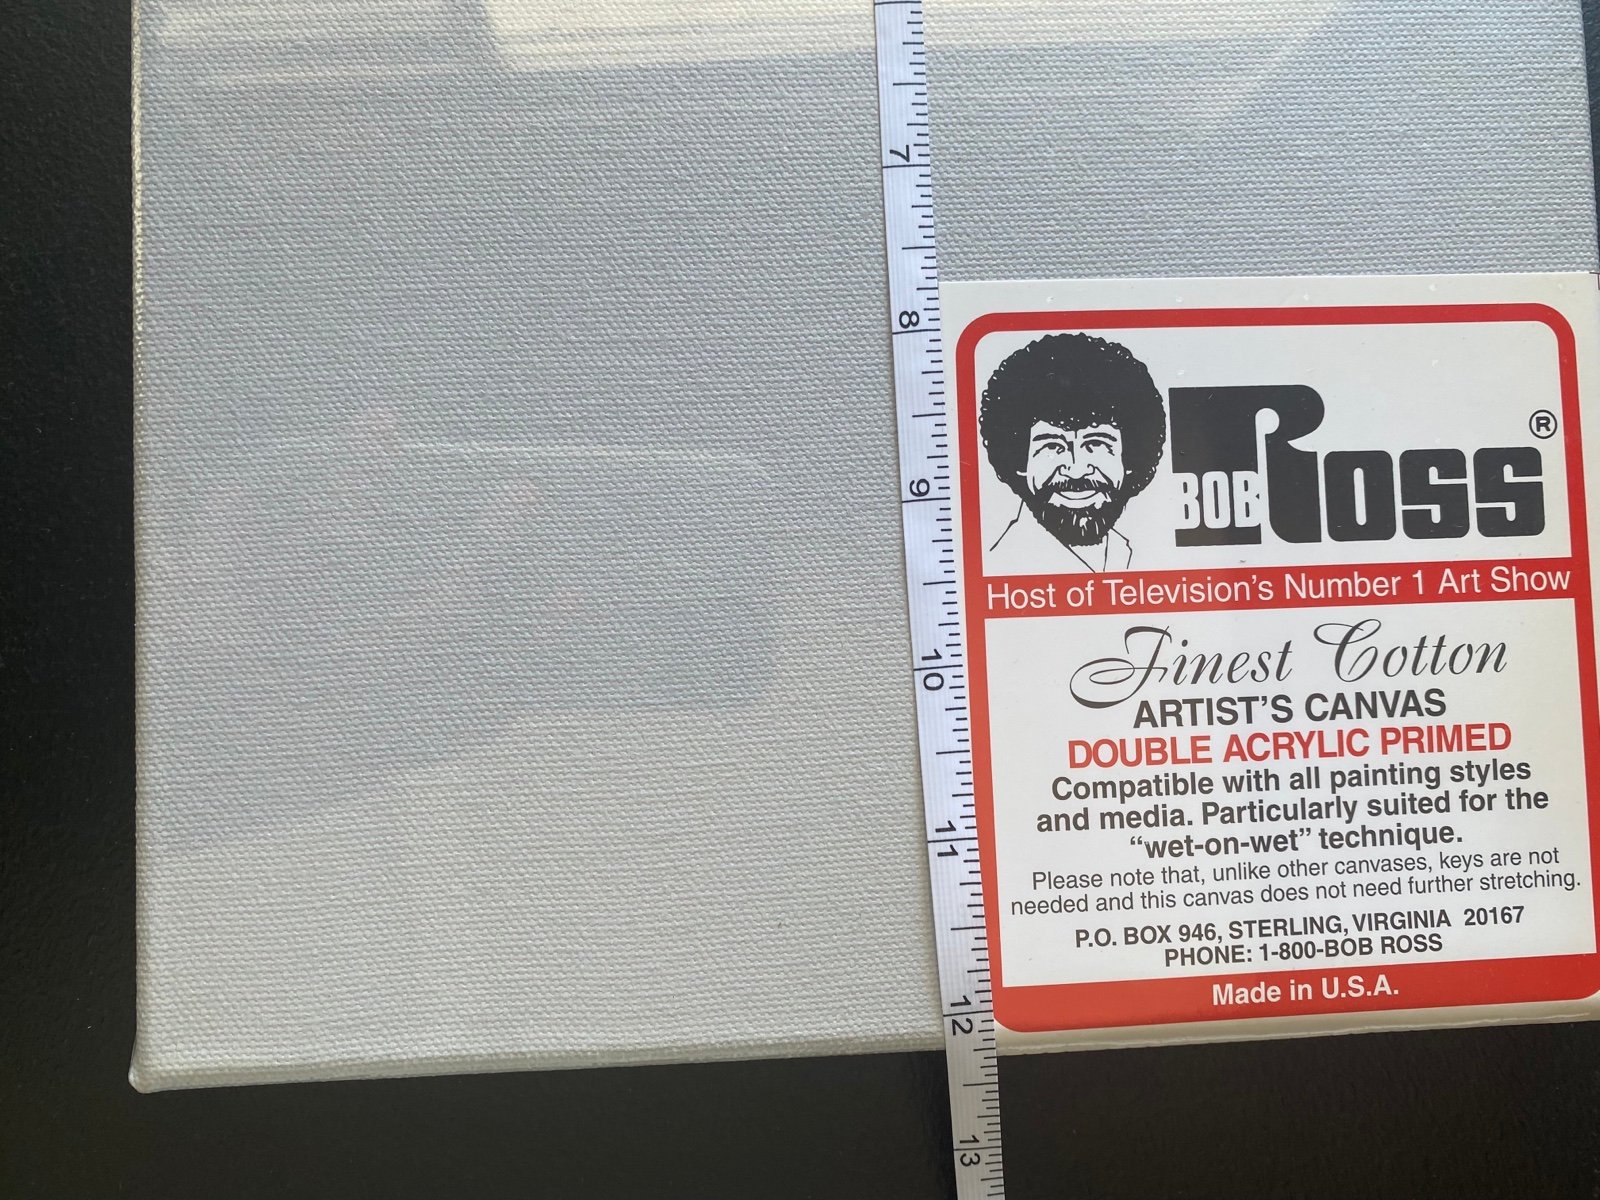 7
8
9
10
11
12
13
BOB ROSS®
Host of Television's Number 1 Art Show
Finest Cotton
ARTIST'S CANVAS
DOUBLE ACRYLIC PRIMED
Compatible with all painting styles
and media. Particularly suited for the
“wet-on-wet” technique.
Please note that, unlike other canvases, keys are not
needed and this canvas does not need further stretching.
P.O. BOX 946, STERLING, VIRGINIA 20167
PHONE: 1-800-BOB ROSS
Made in U.S.A.